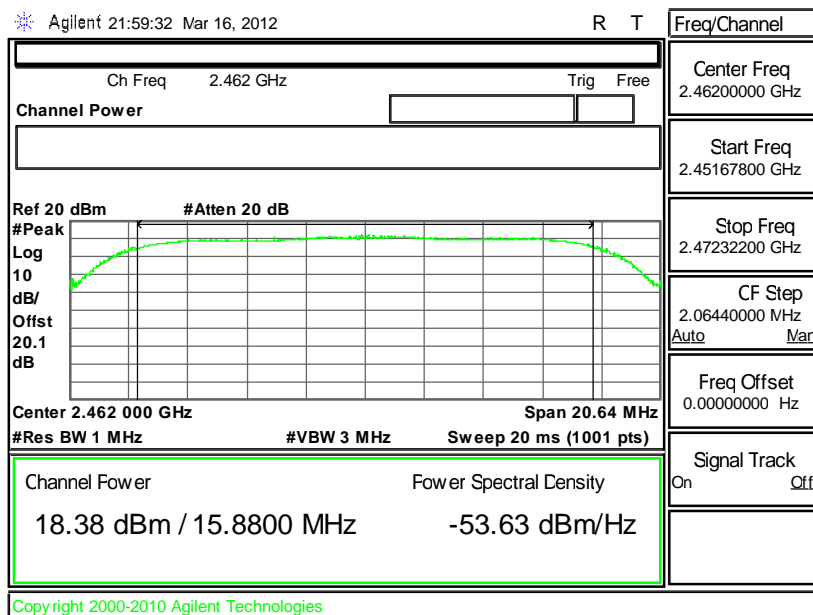 Agilent 21:59:32 Mar 16, 2012 R T
Freq/Channel
Ch Freq 2.462 GHz Trig Free
Channel Power
Center Freq
2.46200000 GHz
Start Freq
2.45167800 GHz
Stop Freq
2.47232200 GHz
CF Step
2.06440000 MHz
Auto Man
Freq Offset
0.00000000 Hz
Signal Track
On Off
Ref 20 dBm #Atten 20 dB
#Peak
Log
10
dB/
Offst
20.1
dB
Center 2.462 000 GHz Span 20.64 MHz
#Res BW 1 MHz #VBW 3 MHz Sweep 20 ms (1001 pts)
Channel Power Power Spectral Density
18.38 dBm / 15.8800 MHz -53.63 dBm/Hz
Copyright 2000-2010 Agilent Technologies